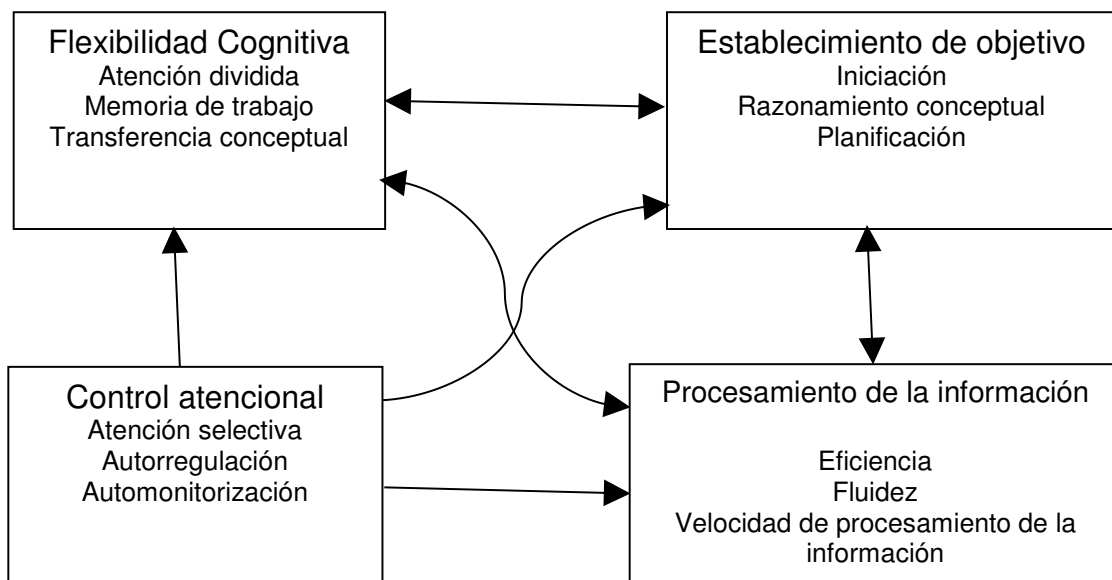 Flexibilidad Cognitiva
Atención dividida
Memoria de trabajo
Transferencia conceptual
Establecimiento de objetivo
Iniciación
Razonamiento conceptual
Planificación
Control atencional
Atención selectiva
Autorregulación
Automonitorización
Procesamiento de la información
Eficiencia
Fluidez
Velocidad de procesamiento de la
información